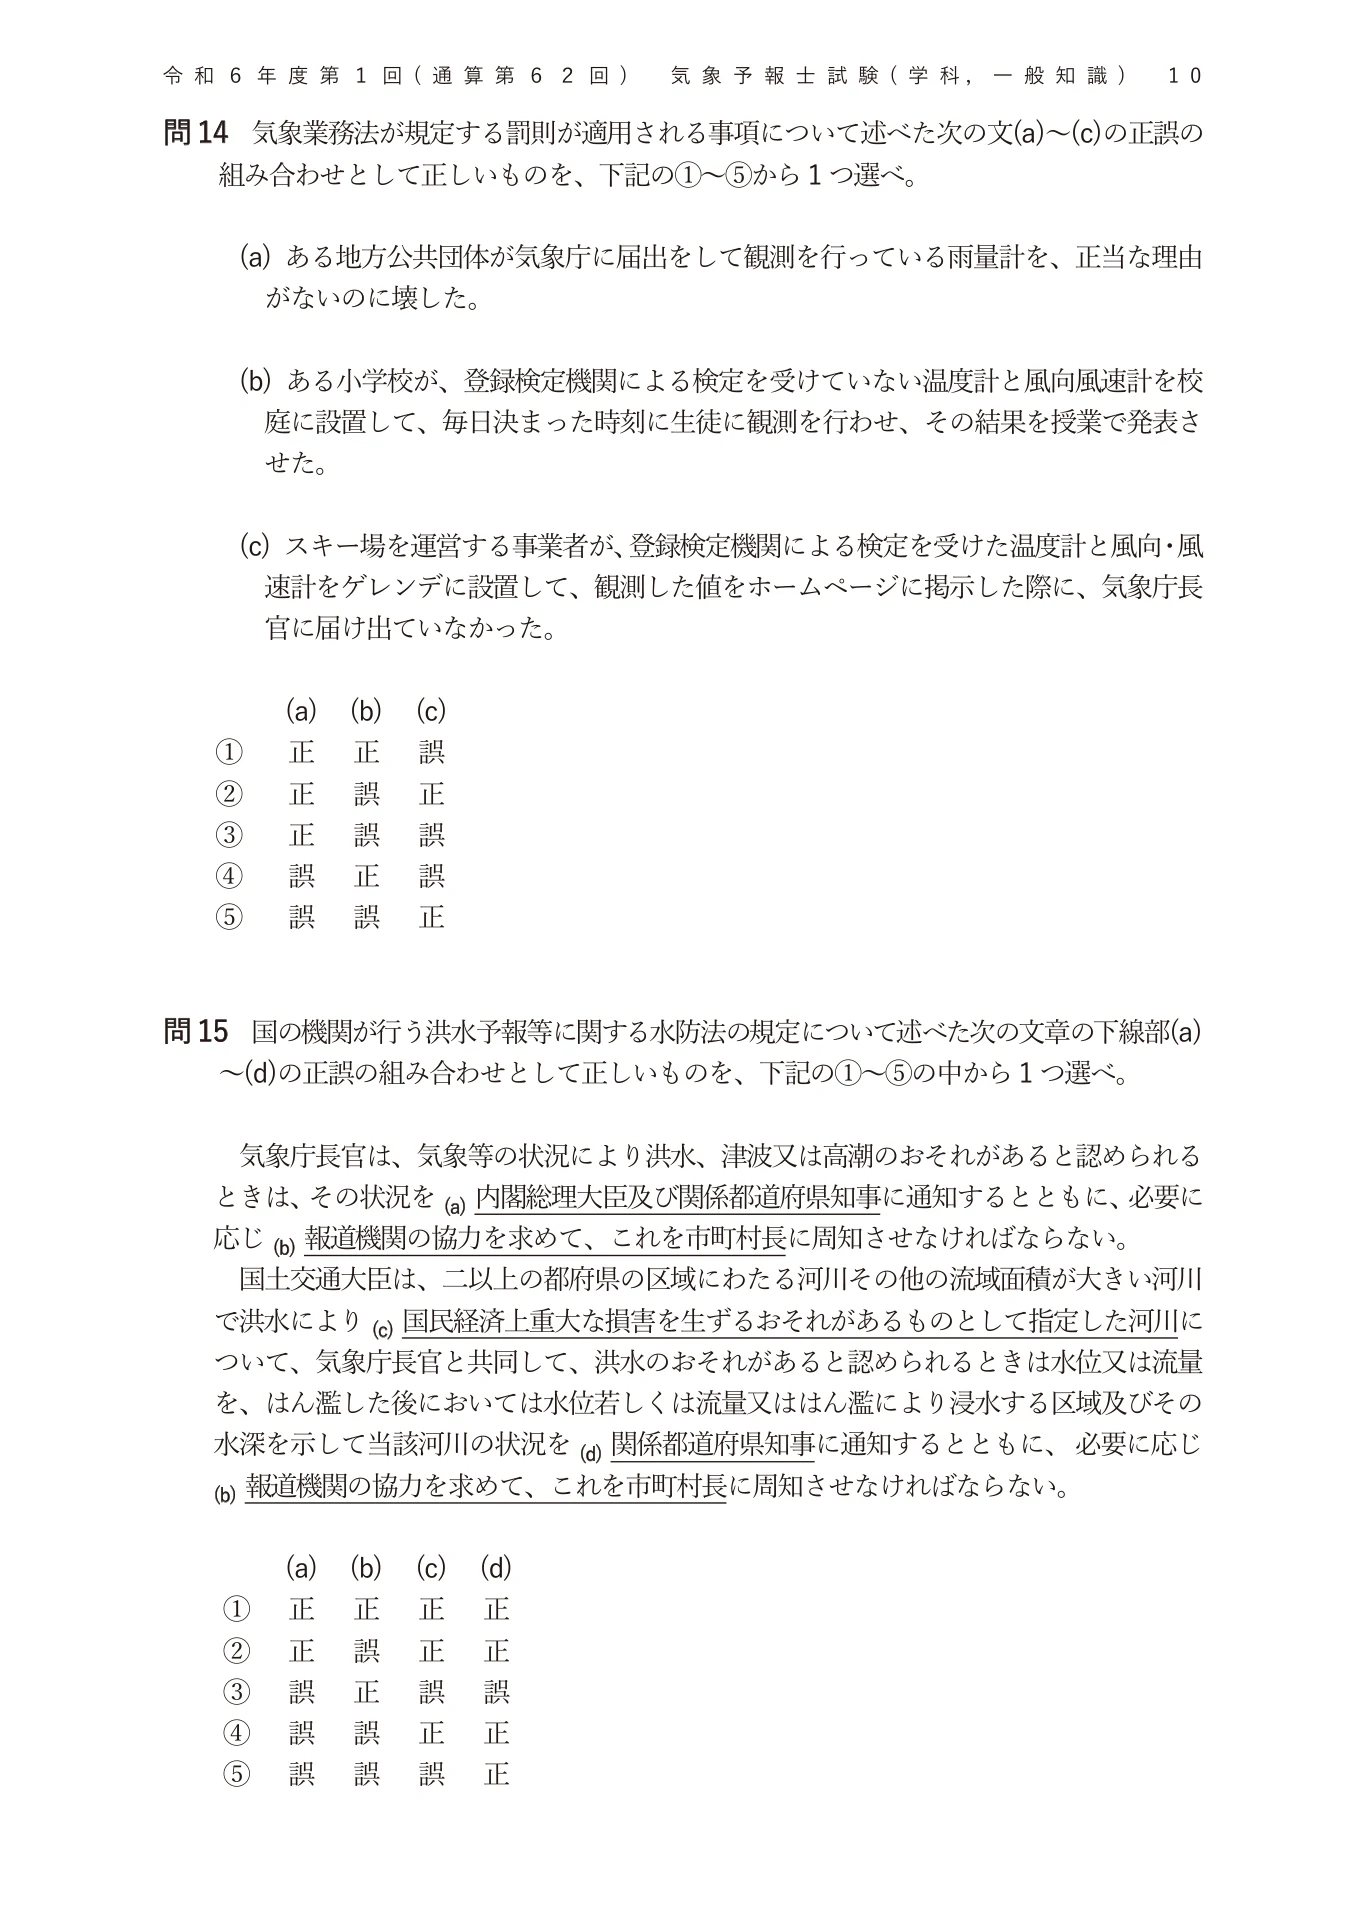 令和6年度第1回(通算第62回)　気象予報士試験(学科,一般知識)　10
問14　気象業務法が規定する罰則が適用される事項について述べた次の文(a)～(c)の正誤の
組み合わせとして正しいものを、下記の①～⑤から1つ選べ。
(a) ある地方公共団体が気象庁に届出をして観測を行っている雨量計を、正当な理由
がないのに壊した。
(b) ある小学校が、登録検定機関による検定を受けていない温度計と風向風速計を校
庭に設置して、毎日決まった時刻に生徒に観測を行わせ、その結果を授業で発表さ
せた。
(c) スキー場を運営する事業者が、登録検定機関による検定を受けた温度計と風向・風
速計をゲレンデに設置して、観測した値をホームページに掲示した際に、気象庁長
官に届け出ていなかった。
(a) (b) (c)
① 正 正 誤
② 正 誤 正
③ 正 誤 誤
④ 誤 正 誤
⑤ 誤 誤 正
問15　国の機関が行う洪水予報等に関する水防法の規定について述べた次の文章の下線部(a)
～(d)の正誤の組み合わせとして正しいものを、下記の①～⑤の中から1つ選べ。
気象庁長官は、気象等の状況により洪水、津波又は高潮のおそれがあると認められる
ときは、その状況を (a) 内閣総理大臣及び関係都道府県知事に通知するとともに、必要に
応じ (b) 報道機関の協力を求めて、これを市町村長に周知させなければならない。
国土交通大臣は、二以上の都府県の区域にわたる河川その他の流域面積が大きい河川
で洪水により (c) 国民経済上重大な損害を生ずるおそれがあるものとして指定した河川に
ついて、気象庁長官と共同して、洪水のおそれがあると認められるときは水位又は流量
を、はん濫した後においては水位若しくは流量又ははん濫により浸水する区域及びその
水深を示して当該河川の状況を (d) 関係都道府県知事に通知するとともに、 必要に応じ
(b) 報道機関の協力を求めて、これを市町村長に周知させなければならない。
(a) (b) (c) (d)
① 正 正 正 正
② 正 誤 正 正
③ 誤 正 誤 誤
④ 誤 誤 正 正
⑤ 誤 誤 誤 正